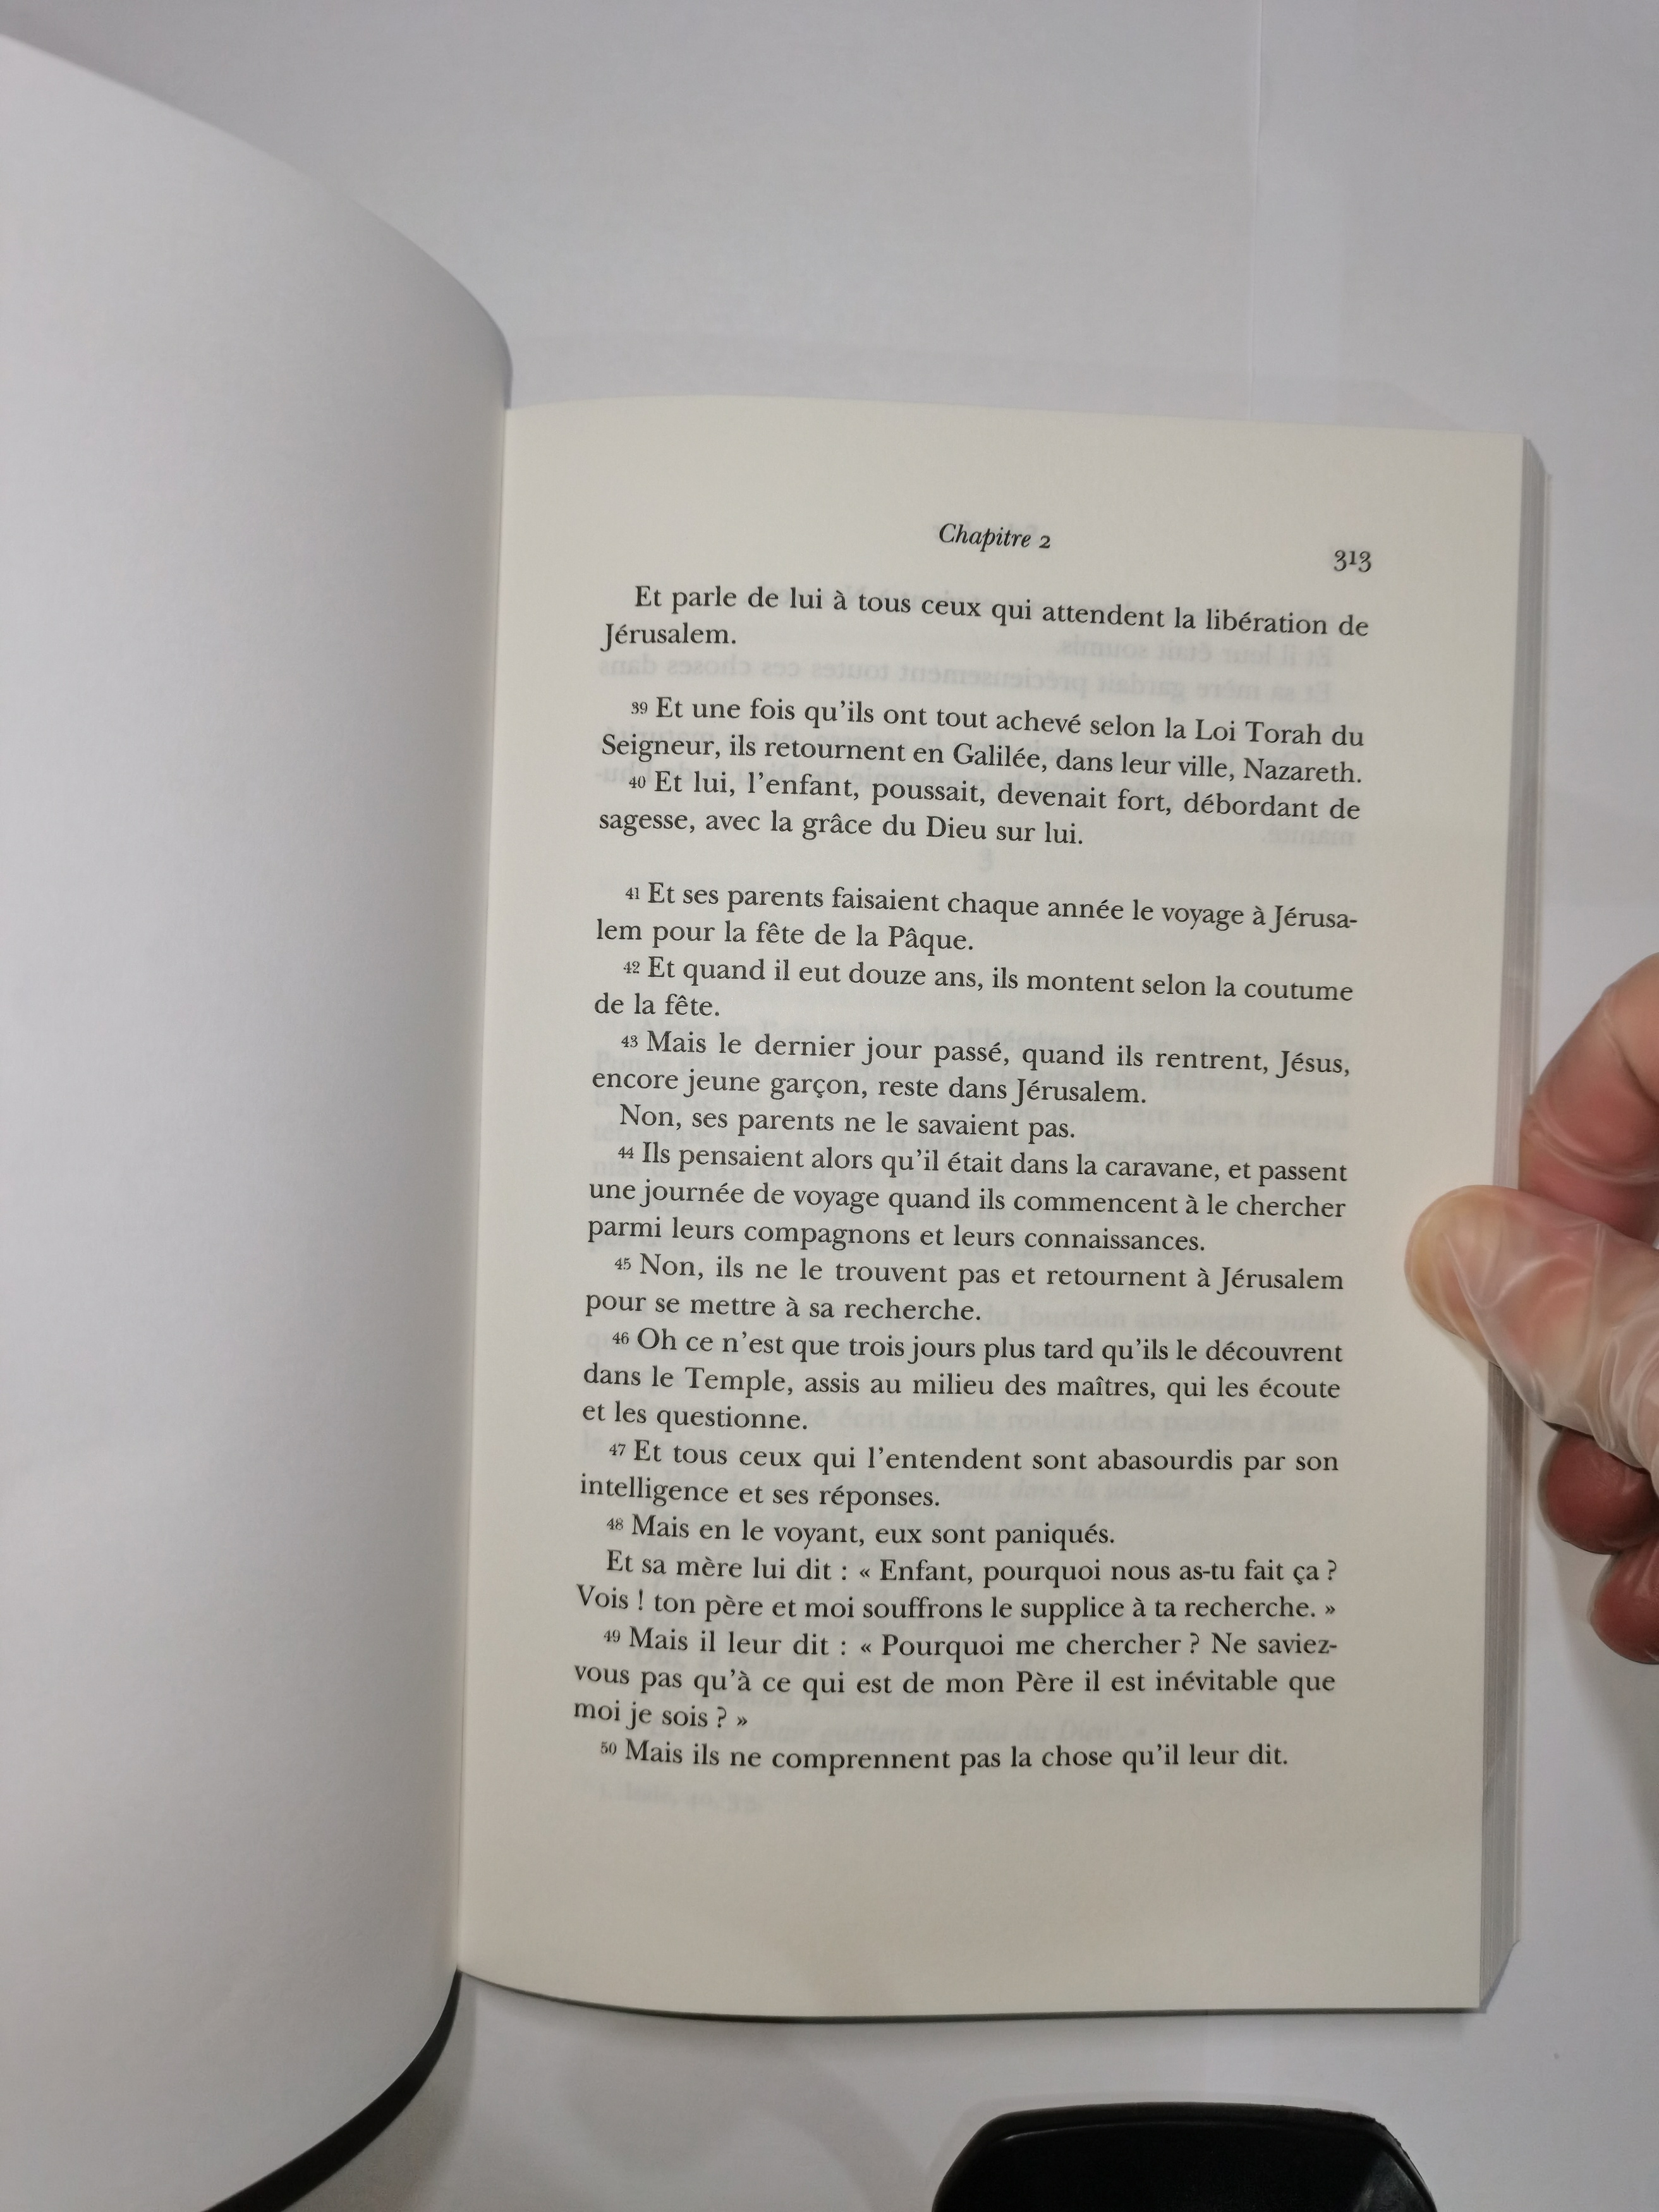 Chapitre 2
313
Et parle de lui à tous ceux qui attendent la libération de
Jérusalem.
39 Et une fois qu'ils ont tout achevé selon la Loi Torah du
Seigneur, ils retournent en Galilée, dans leur ville, Nazareth.
40 Et lui, l'enfant, poussait, devenait fort, débordant de
sagesse, avec la grâce du Dieu sur lui.
41 Et ses parents faisaient chaque année le voyage à Jérusa-
lem pour la fête de la Pâque.
42 Et quand il eut douze ans, ils montent selon la coutume
de la fête.
43 Mais le dernier jour passé, quand ils rentrent, Jésus,
encore jeune garçon, reste dans Jérusalem.
Non, ses parents ne le savaient pas.
44 Ils pensaient alors qu'il était dans la caravane, et passent
une journée de voyage quand ils commencent à le chercher
parmi leurs compagnons et leurs connaissances.
45 Non, ils ne le trouvent pas et retournent à Jérusalem
pour se mettre à sa recherche.
46 Oh ce n'est que trois jours plus tard qu'ils le découvrent
dans le Temple, assis au milieu des maîtres, qui les écoute
et les questionne.
47 Et tous ceux qui l'entendent sont abasourdis par son
intelligence et ses réponses.
48 Mais en le voyant, eux sont paniqués.
Et sa mère lui dit : « Enfant, pourquoi nous as-tu fait ça ?
Vois ! ton père et moi souffrons le supplice à ta recherche. »
49 Mais il leur dit : « Pourquoi me chercher ? Ne saviez-
vous pas qu'à ce qui est de mon Père il est inévitable que
moi je sois ? »
50 Mais ils ne comprennent pas la chose qu'il leur dit.